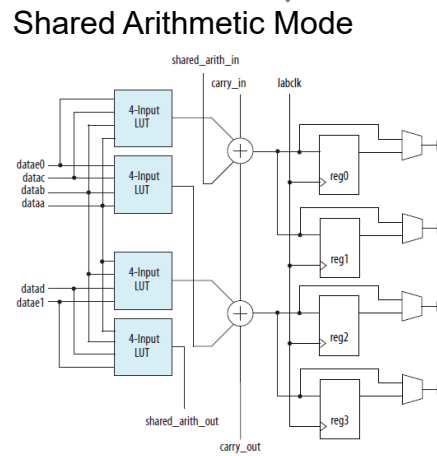 Shared Arithmetic Mode
shared_arith_in
carry_in
labclk
4-Input
LUT
reg0
datae0
datac
datab
dataa
4-Input
LUT
reg1
4-Input
LUT
datad
datae1
reg2
4-Input
LUT
reg3
shared_arith_out
carry_out